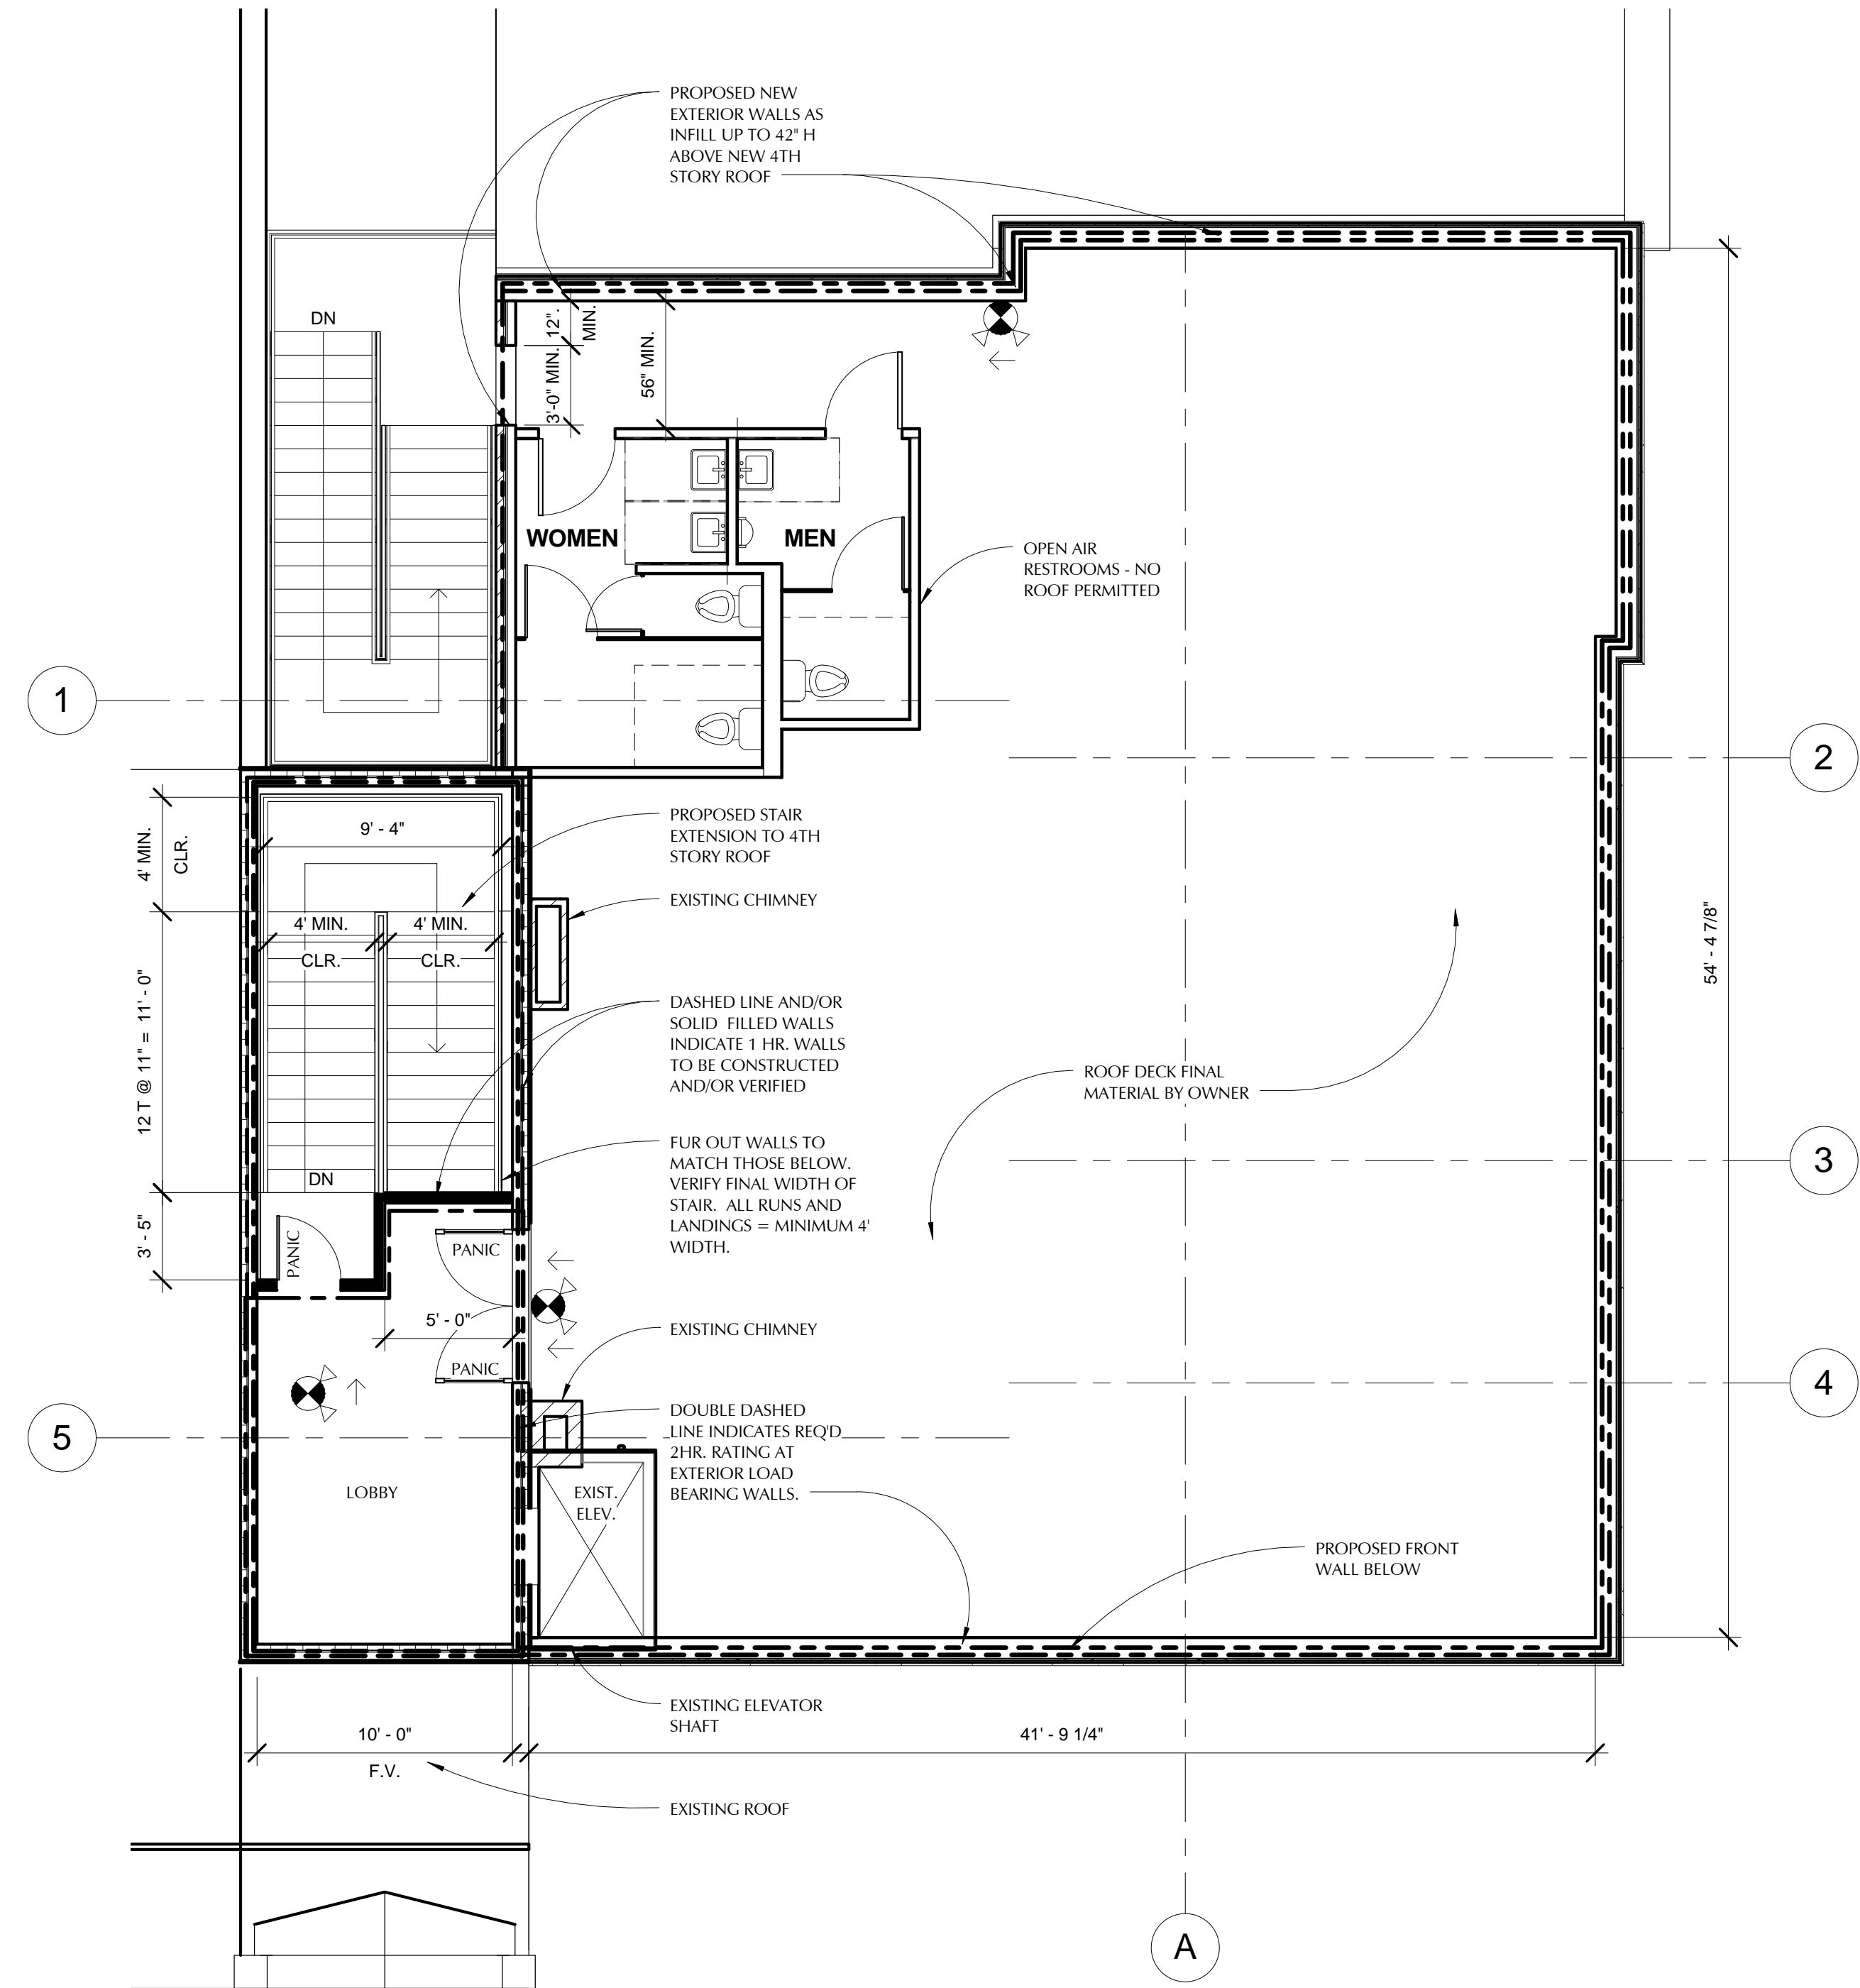 PROPOSED NEW
EXTERIOR WALLS AS
INFILL UP TO 42" H
ABOVE NEW 4TH
STORY ROOF
DN
12".
MIN.
3'-0" MIN.
56" MIN.
WOMEN
MEN
OPEN AIR
RESTROOMS - NO
ROOF PERMITTED
1
2
PROPOSED STAIR
EXTENSION TO 4TH
STORY ROOF
9' - 4"
4' MIN.
CLR.
EXISTING CHIMNEY
4' MIN.
CLR.
4' MIN.
CLR.
54' - 4 7/8"
DASHED LINE AND/OR
SOLID FILLED WALLS
INDICATE 1 HR. WALLS
TO BE CONSTRUCTED
AND/OR VERIFIED
12 T @ 11" = 11' - 0"
ROOF DECK FINAL
MATERIAL BY OWNER
FUR OUT WALLS TO
MATCH THOSE BELOW.
VERIFY FINAL WIDTH OF
STAIR. ALL RUNS AND
LANDINGS = MINIMUM 4'
WIDTH.
3
DN
3' - 5"
PANIC
PANIC
5' - 0"
PANIC
EXISTING CHIMNEY
4
DOUBLE DASHED
LINE INDICATES REQ'D
2HR. RATING AT
EXTERIOR LOAD
BEARING WALLS.
5
LOBBY
EXIST.
ELEV.
PROPOSED FRONT
WALL BELOW
EXISTING ELEVATOR
SHAFT
10' - 0"
F.V.
41' - 9 1/4"
EXISTING ROOF
A